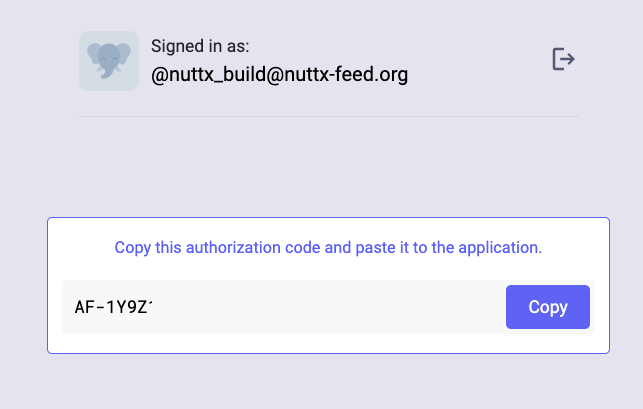 Signed in as:
@nuttx_build@nuttx-feed.org
Copy this authorization code and paste it to the application.
AF-1Y9Z
Copy